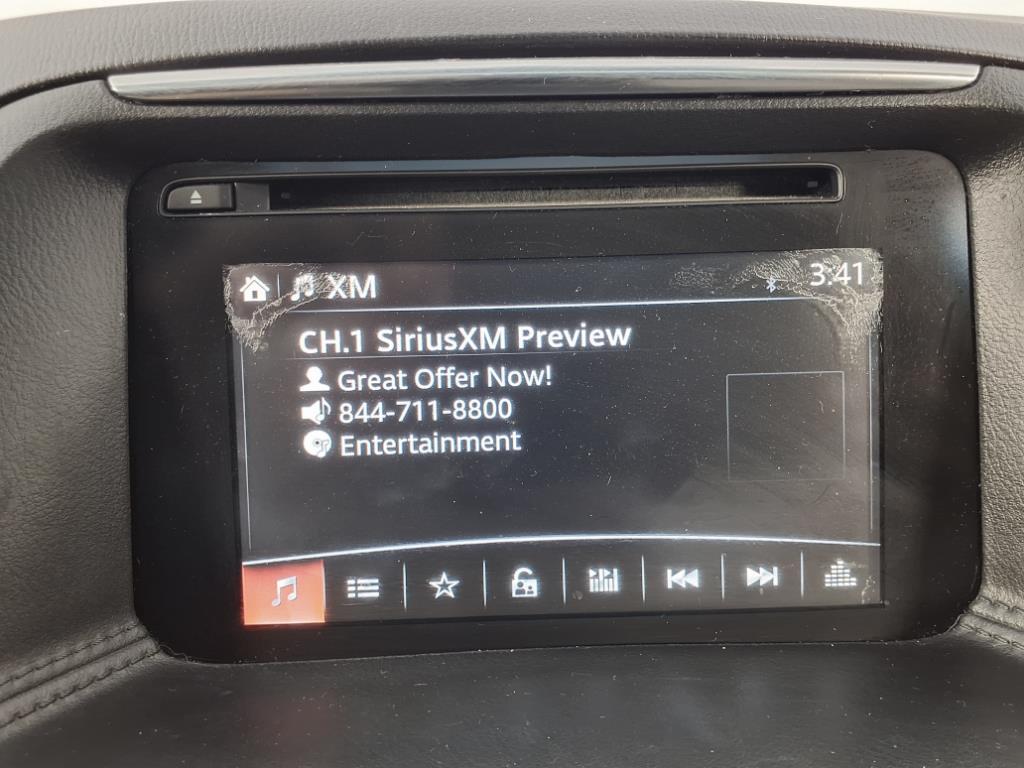 XM
3:41
CH.1 SiriusXM Preview
Great Offer Now!
844-711-8800
Entertainment